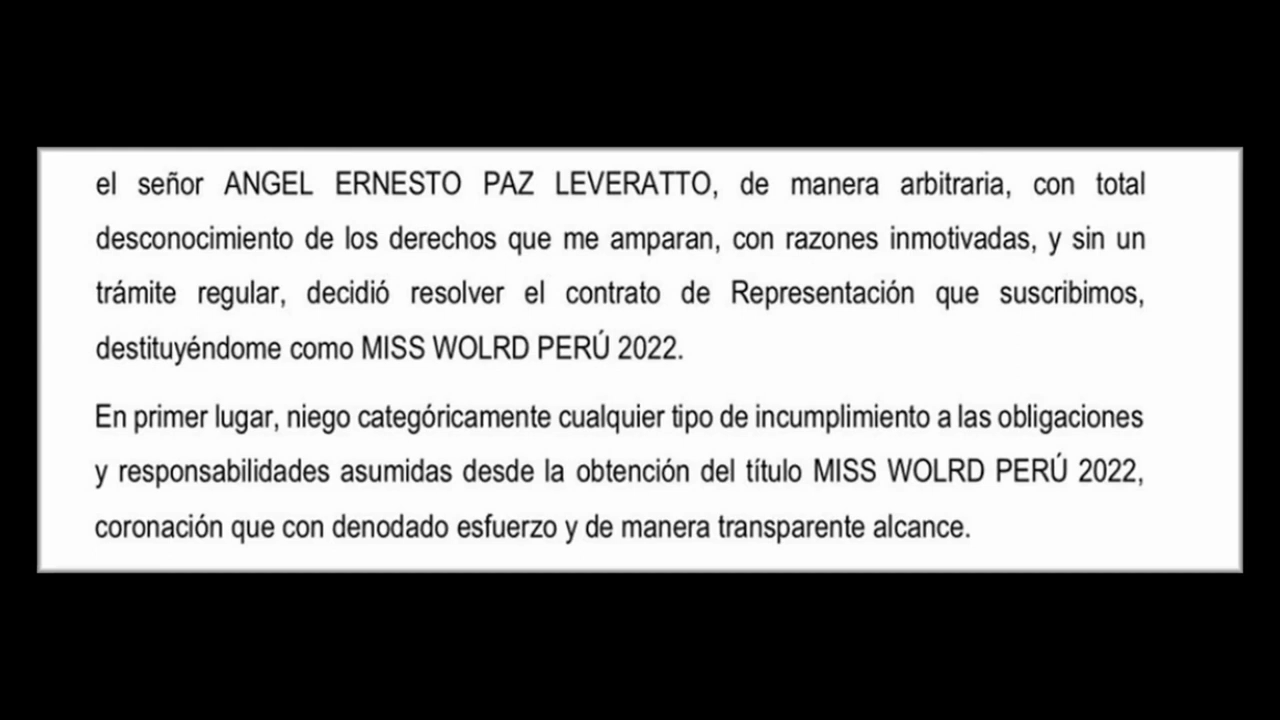 el señor ANGEL ERNESTO PAZ LEVERATTO, de manera arbitraria, con total
desconocimiento de los derechos que me amparan, con razones inmotivadas, y sin un
trámite regular, decidió resolver el contrato de Representación que suscribimos,
destituyéndome como MISS WOLRD PERÚ 2022.
En primer lugar, niego categóricamente cualquier tipo de incumplimiento a las obligaciones
y responsabilidades asumidas desde la obtención del título MISS WOLRD PERÚ 2022,
coronación que con denodado esfuerzo y de manera transparente alcance.